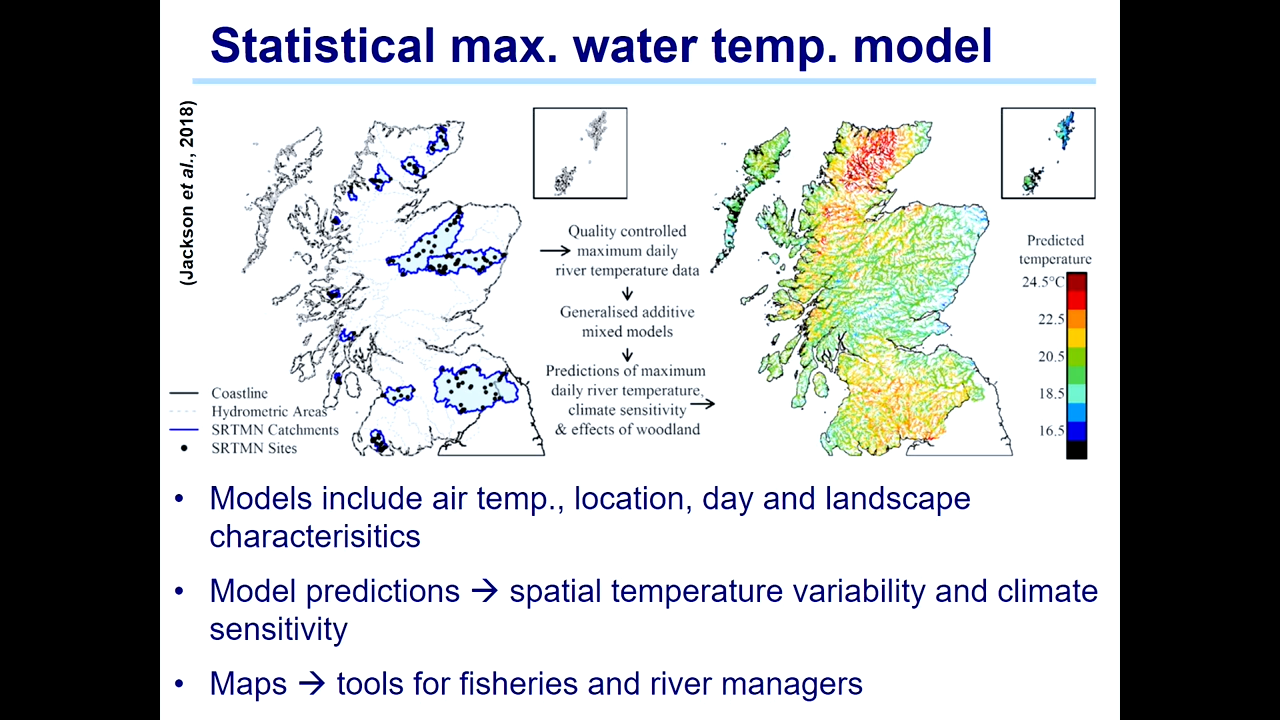 Statistical max. water temp. model
(Jackson et al., 2018)
Coastline
Hydrometric Areas
SRTMN Catchments
SRTMN Sites
Quality controlled
maximum daily
river temperature data
Generalised additive
mixed models
Predictions of maximum
daily river temperature,
climate sensitivity
& effects of woodland
Predicted
temperature
24.5°C
22.5
20.5
18.5
16.5
• Models include air temp., location, day and landscape
characterisitics
• Model predictions → spatial temperature variability and climate
sensitivity
• Maps → tools for fisheries and river managers